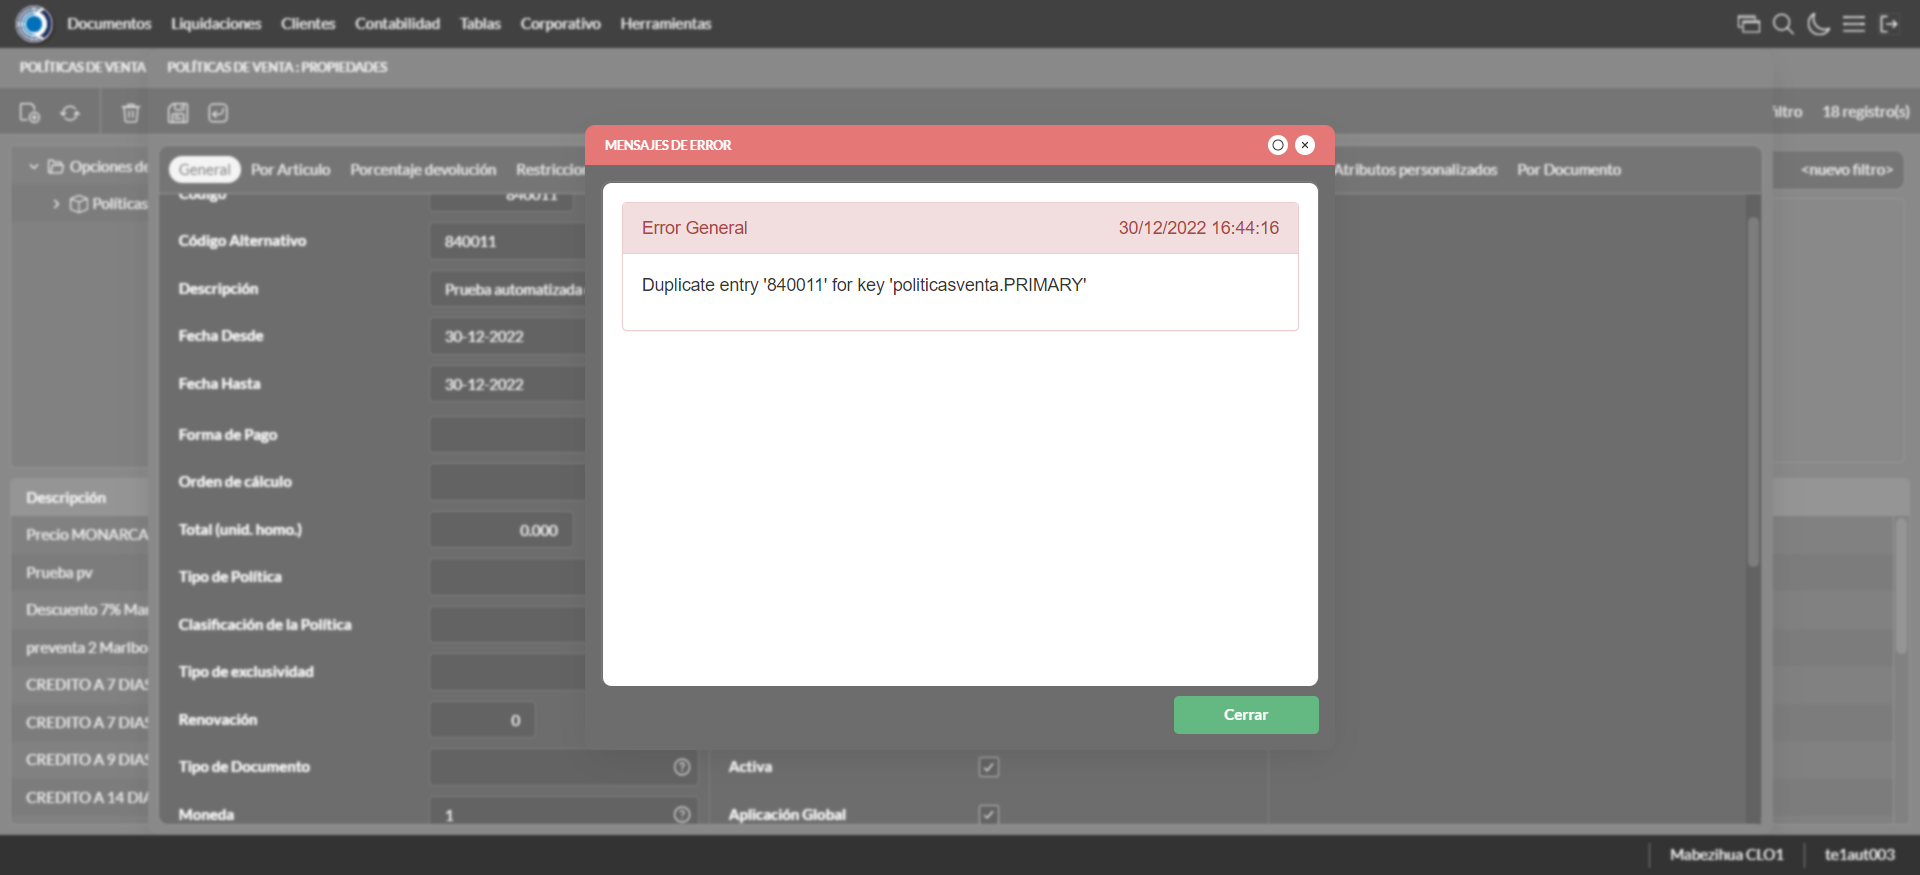 Documentos Liquidaciones Clientes Contabilidad Tablas Corporativo Herramientas
POLÍTICAS DE VENTA POLÍTICAS DE VENTA : PROPIEDADES
18 registro(s)
MENSAJES DE ERROR
Opciones de
General Por Articulo Porcentaje devolución Restriccion Atributos personalizados Por Documento
<nuevo filtro>
Políticas
Código 840011
Código Alternativo 840011
Descripción Prueba automatizada
Fecha Desde 30-12-2022
Fecha Hasta 30-12-2022
Forma de Pago
Orden de cálculo
Total (unid. homo.) 0.000
Tipo de Política
Clasificación de la Política
Tipo de exclusividad
Renovación 0
Tipo de Documento
Moneda 1
Activa
Aplicación Global
Error General 30/12/2022 16:44:16
Duplicate entry '840011' for key 'politicasventa.PRIMARY'
Cerrar
Descripción
Precio MONARCA
Prueba pv
Descuento 7% Mar
preventa 2 Marlbo
CREDITO A 7 DIAS
CREDITO A 7 DIAS
CREDITO A 9 DIAS
CREDITO A 14 DIA
Mabezihua CLO1 te1aut003